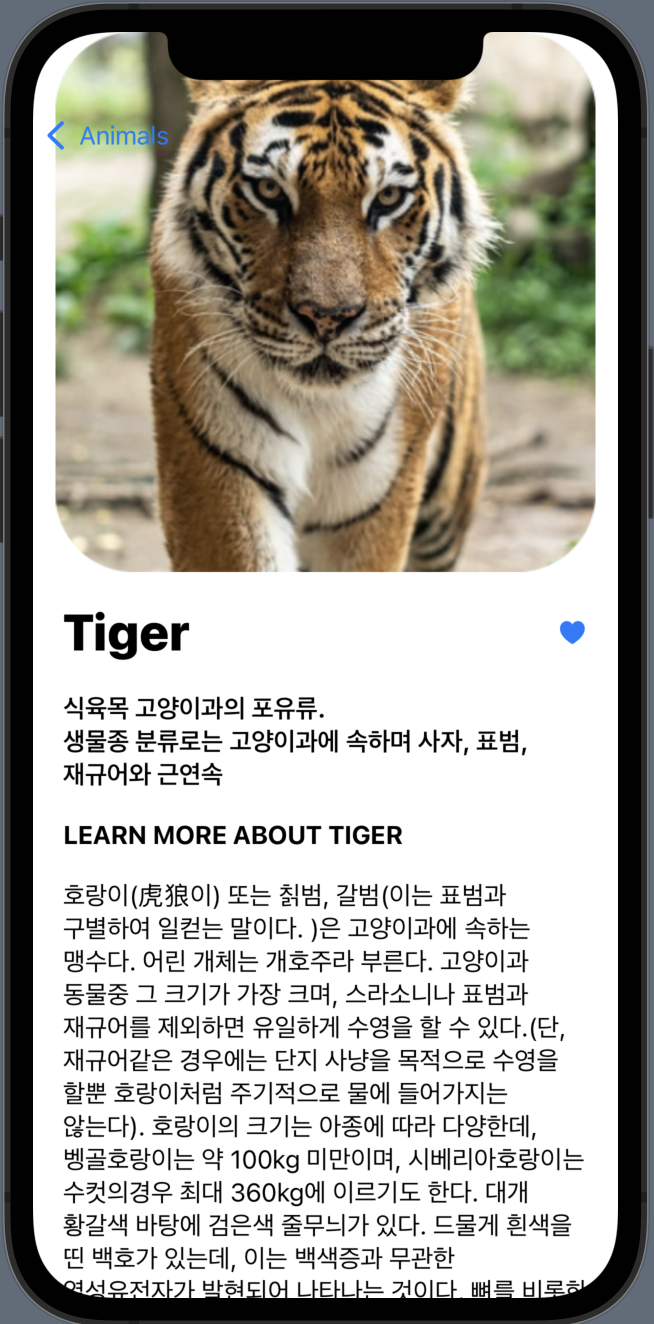 Animals
Tiger
식육목 고양이과의 포유류.
생물종 분류로는 고양이과에 속하며 사자, 표범,
재규어와 근연속
LEARN MORE ABOUT TIGER
호랑이(虎狼이) 또는 칡범, 갈범(이는 표범과
구별하여 일컫는 말이다. )은 고양이과에 속하는
맹수다. 어린 개체는 개호주라 부른다. 고양이과
동물중 그 크기가 가장 크며, 스라소니나 표범과
재규어를 제외하면 유일하게 수영을 할 수 있다.(단,
재규어같은 경우에는 단지 사냥을 목적으로 수영을
할뿐 호랑이처럼 주기적으로 물에 들어가지는
않는다). 호랑이의 크기는 아종에 따라 다양한데,
벵골호랑이는 약 100kg 미만이며, 시베리아호랑이는
수컷의경우 최대 360kg에 이르기도 한다. 대개
황갈색 바탕에 검은색 줄무늬가 있다. 드물게 흰색을
띤 백호가 있는데, 이는 백색증과 무관한
열성유전자가 발현되어 나타나는 것이다. 뼈를 비롯한